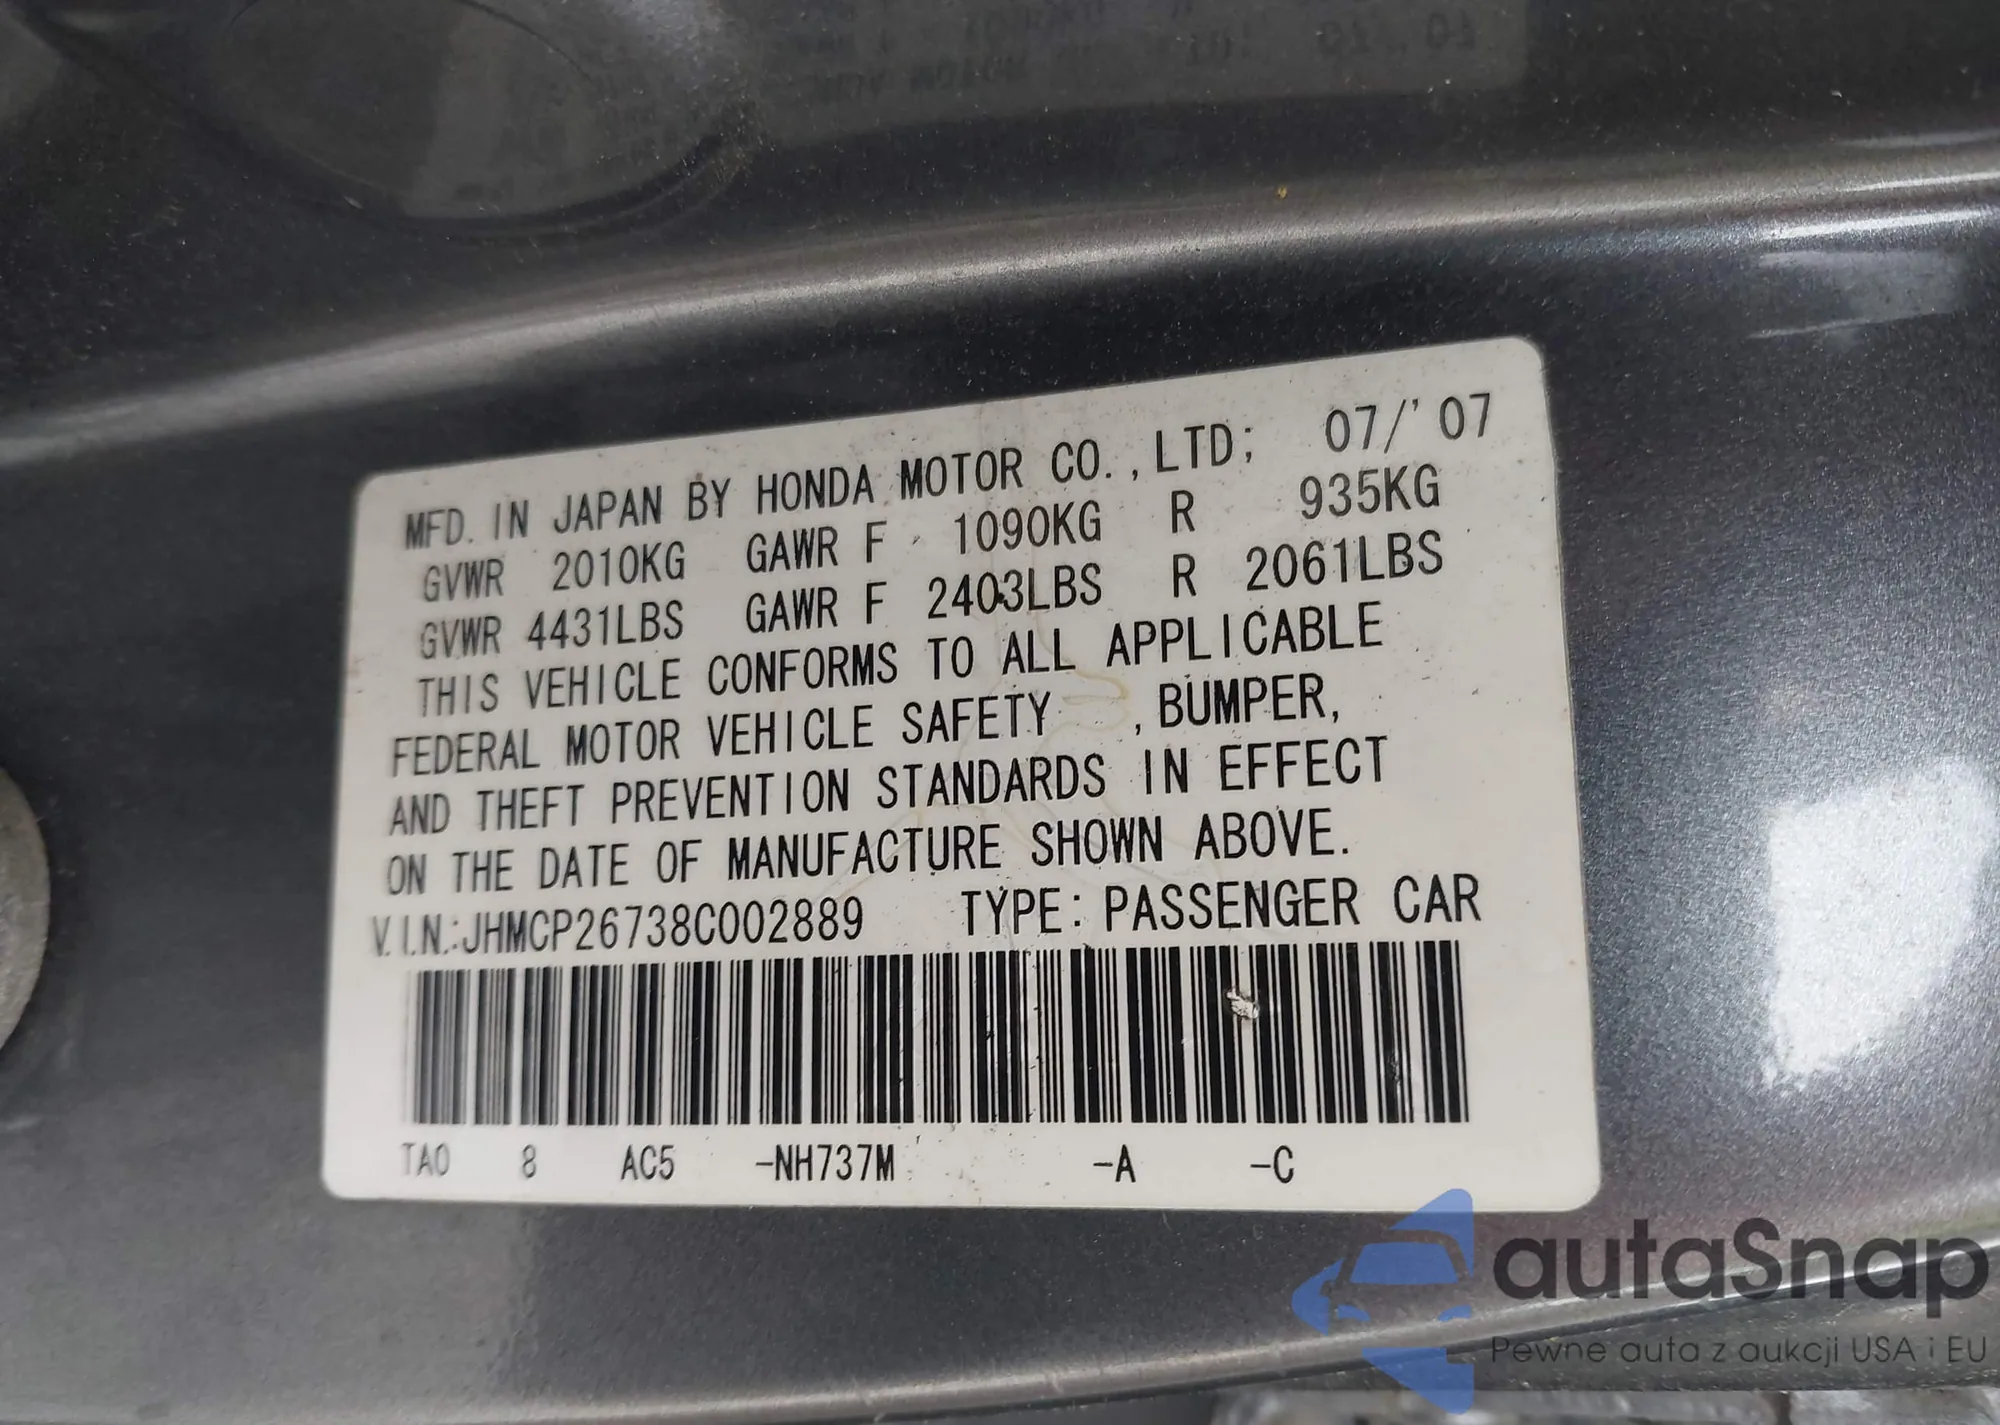 MFD. IN JAPAN BY HONDA MOTOR CO.,LTD; 07/'07
GVWR 2010KG GAWR F 1090KG R 935KG
GVWR 4431LBS GAWR F 2403LBS R 2061LBS
THIS VEHICLE CONFORMS TO ALL APPLICABLE
FEDERAL MOTOR VEHICLE SAFETY , BUMPER,
AND THEFT PREVENTION STANDARDS IN EFFECT
ON THE DATE OF MANUFACTURE SHOWN ABOVE.
V.I.N.:JHMCP26738C002889 TYPE: PASSENGER CAR
TA0 8 AC5 -NH737M -A -C
autaSnap
Pewne auta z aukcji USA i EU